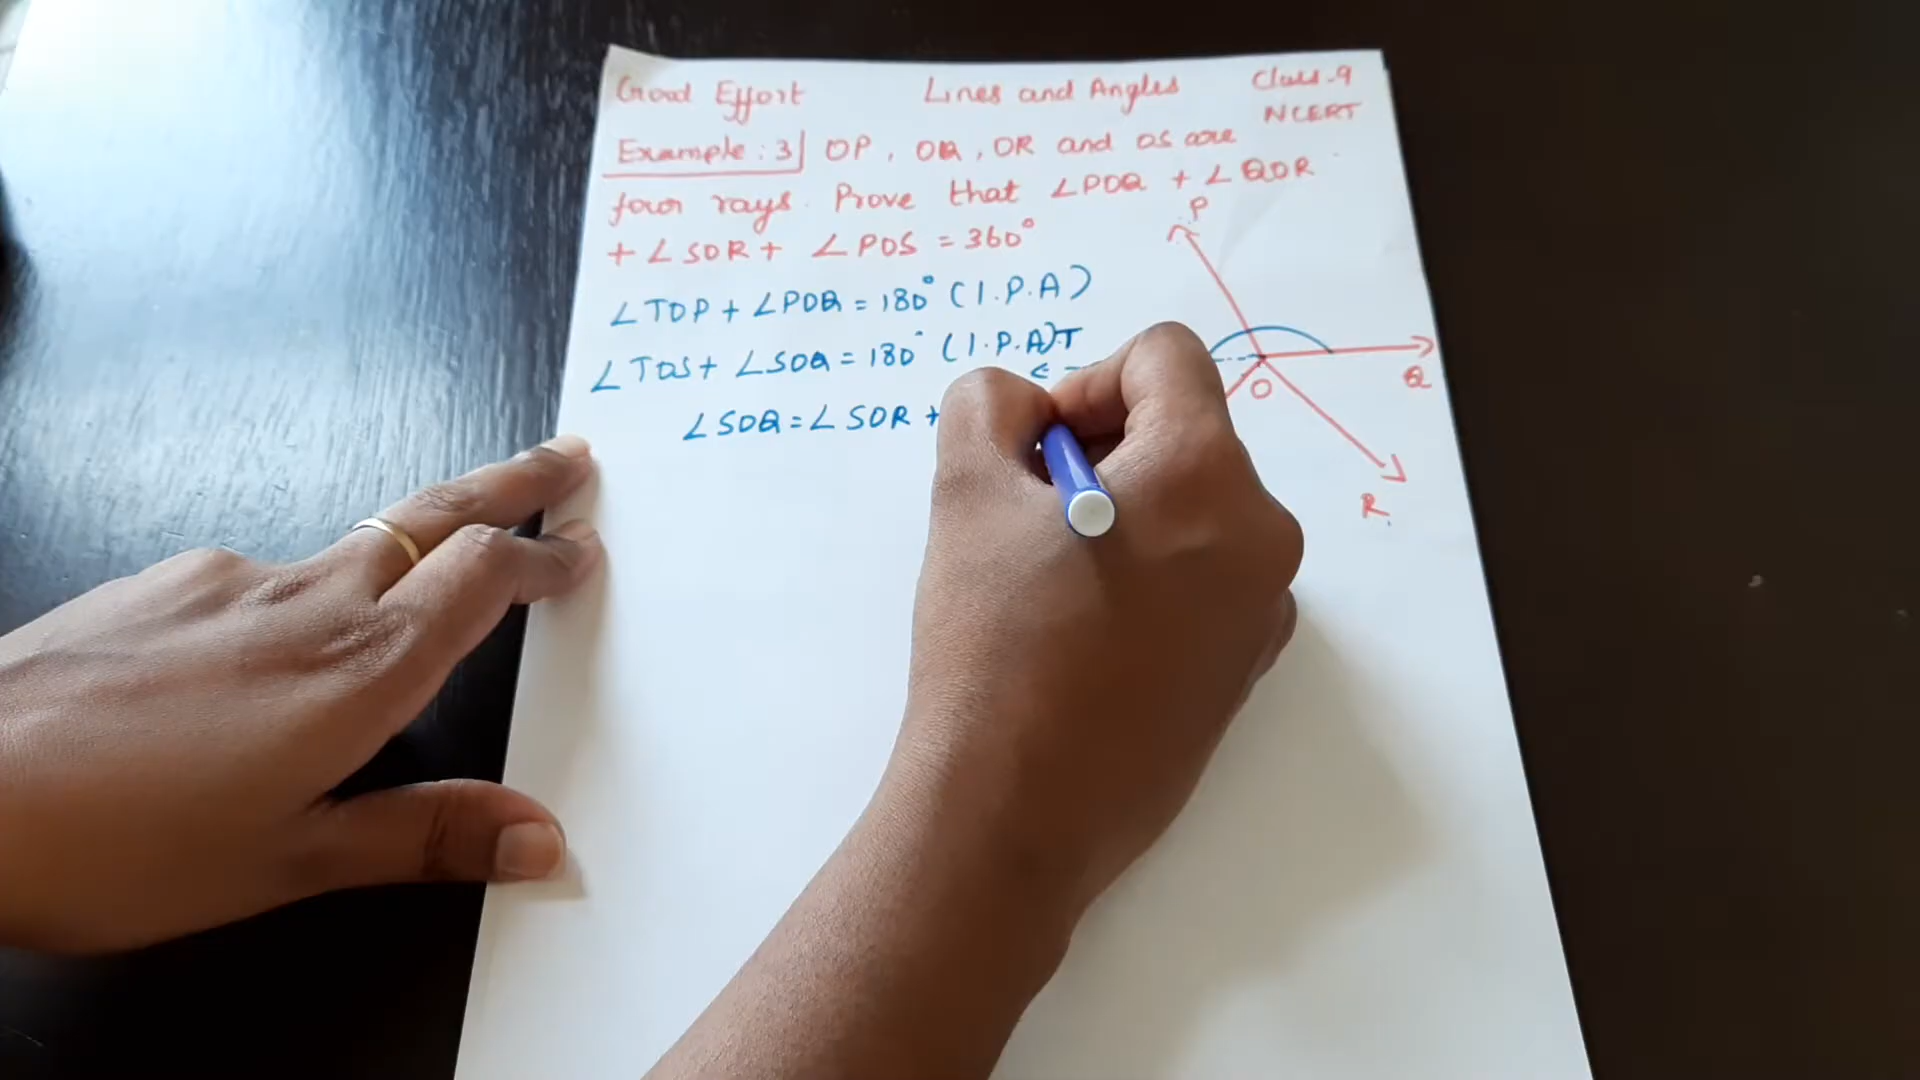 Good Effort Lines and Angles Class-9
NCERT
Example: 3 OP, OQ, OR and OS are
four rays. Prove that ∠POQ + ∠QOR
+ ∠SOR + ∠POS = 360°
∠TOP + ∠POQ = 180° (I.P.A)
∠TOS + ∠SOQ = 180° (I.P.A)
∠SOQ = ∠SOR +
P
T
O
Q
R